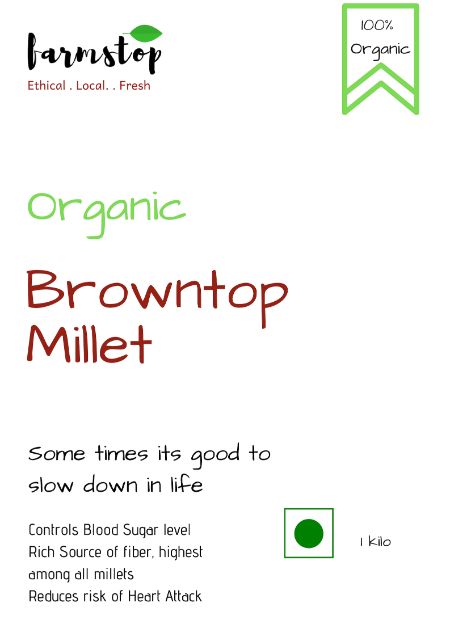 farmstop
Ethical . Local. . Fresh
100%
Organic
Organic
Browntop
Millet
Some times its good to
slow down in life
Controls Blood Sugar level
Rich Source of fiber, highest
among all millets
Reduces risk of Heart Attack
1 kilo